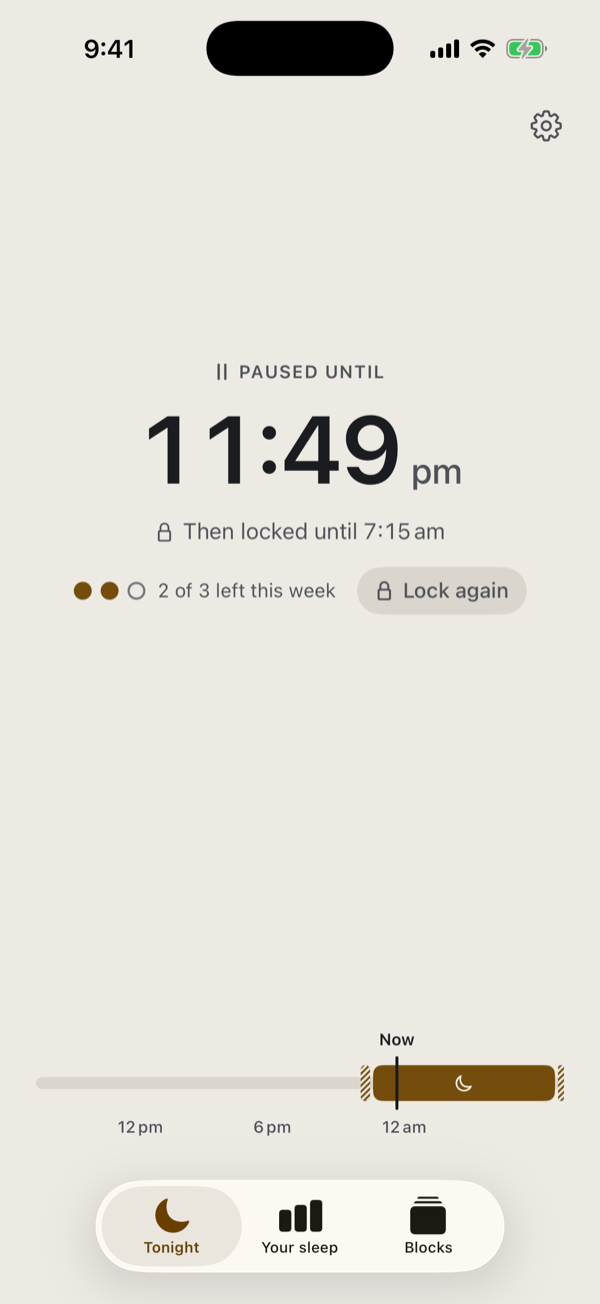 9:41
PAUSED UNTIL
11:49 pm
Then locked until 7:15 am
2 of 3 left this week
Lock again
Now
12 pm
6 pm
12 am
Tonight
Your sleep
Blocks